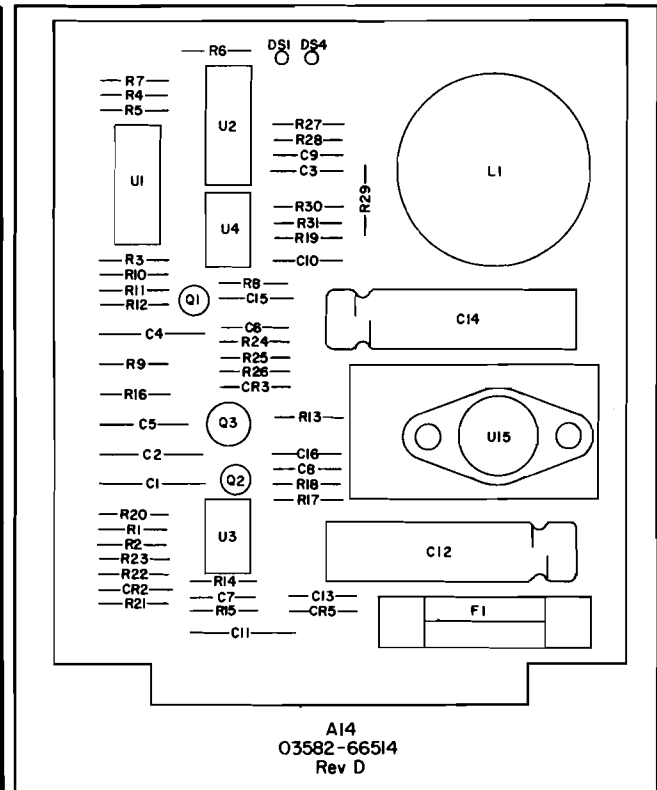 R6
DS1 DS4
R7
R4
R5
U1
U2
U4
R27
R28
C9
C3
R29
R30
R31
R19
C10
L1
R3
R10
R11
R12
Q1
R8
C15
C4
R9
R16
C5
C2
C1
C6
R24
R25
R26
CR3
Q3
Q2
R13
C16
C8
R18
R17
C14
U15
C12
R20
R1
R2
R23
R22
CR2
R21
U3
R14
C7
R15
C11
C13
CR5
F1
A14
03582-66514
Rev D